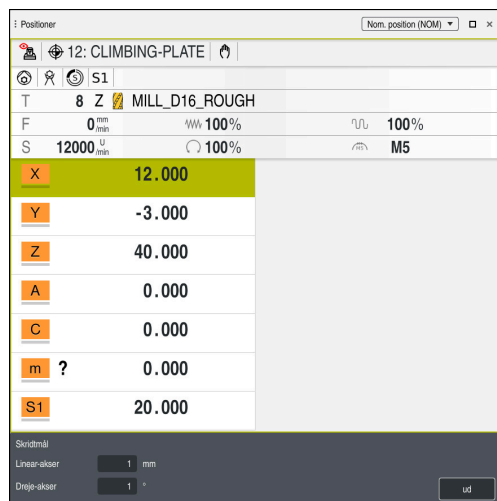 Positioner Nom. position (NOM)
12: CLIMBING-PLATE
S S1
T 8 Z MILL_D16_ROUGH
F 0 mm/min 100% 100%
S 12000 U/min 100% M5
X 12.000
Y -3.000
Z 40.000
A 0.000
C 0.000
m ? 0.000
S1 20.000
Skridtmål
Linear-akser 1 mm
Dreje-akser 1 °
ud